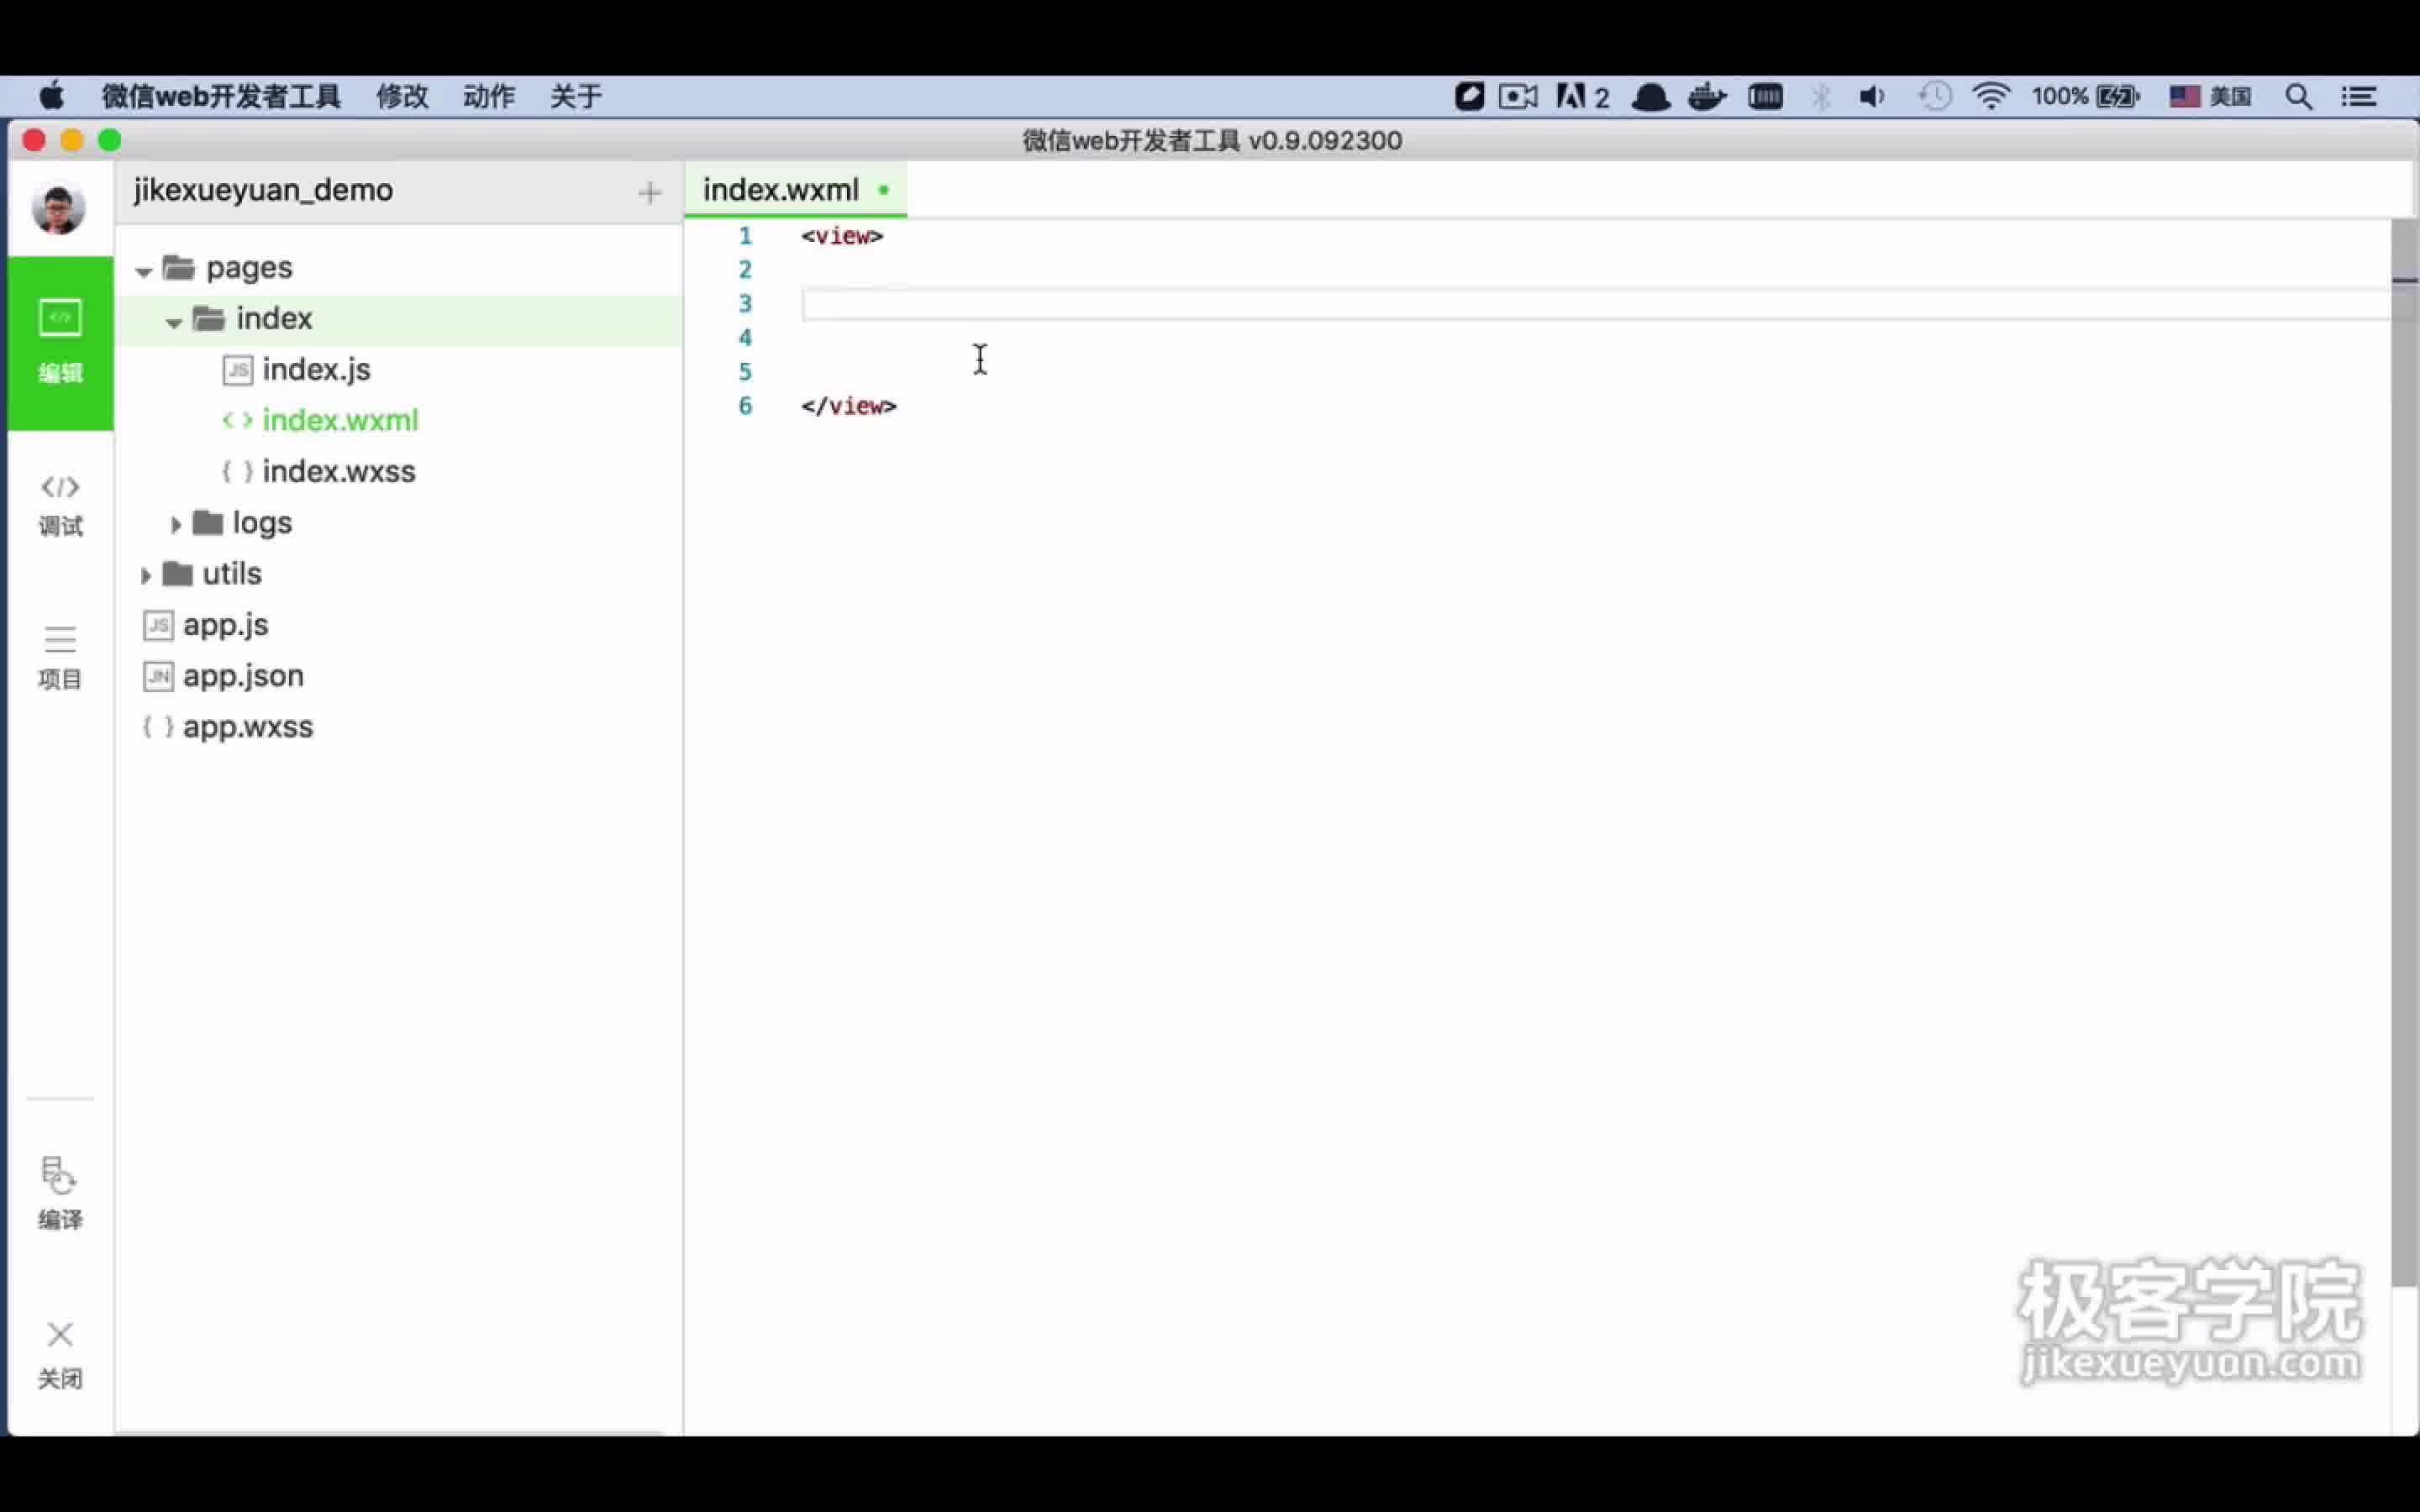 微信web开发者工具 修改 动作 关于 2 100% 美国
微信web开发者工具 v0.9.092300
jikexueyuan_demo +
index.wxml
编辑
调试
项目
编译
关闭
pages
index
JS index.js
< > index.wxml
{ } index.wxss
logs
utils
JS app.js
JN app.json
{ } app.wxss
1 <view>
2
3
4
5
6 </view>
极客学院
jikexueyuan.com